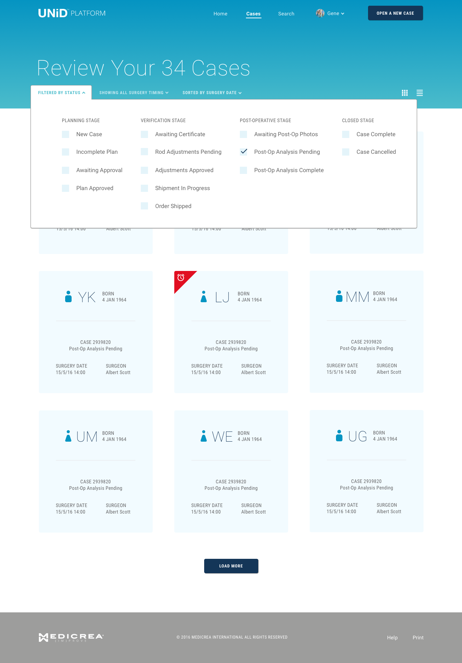 UNiD PLATFORM
Home Cases Search Gene OPEN A NEW CASE
Review Your 34 Cases
FILTERED BY STATUS SHOWING ALL SURGERY TIMING SORTED BY SURGERY DATE
PLANNING STAGE VERIFICATION STAGE POST-OPERATIVE STAGE CLOSED STAGE
New Case Awaiting Certificate Awaiting Post-Op Photos Case Complete
Incomplete Plan Rod Adjustments Pending Post-Op Analysis Pending Case Cancelled
Awaiting Approval Adjustments Approved Post-Op Analysis Complete
Plan Approved Shipment In Progress
Order Shipped
15/5/16 14:00 Albert Scott 15/5/16 14:00 Albert Scott 15/5/16 14:00 Albert Scott
YK BORN
4 JAN 1964
CASE 2939820
Post-Op Analysis Pending
SURGERY DATE SURGEON
15/5/16 14:00 Albert Scott
LJ BORN
4 JAN 1964
CASE 2939820
Post-Op Analysis Pending
SURGERY DATE SURGEON
15/5/16 14:00 Albert Scott
MM BORN
4 JAN 1964
CASE 2939820
Post-Op Analysis Pending
SURGERY DATE SURGEON
15/5/16 14:00 Albert Scott
UM BORN
4 JAN 1964
CASE 2939820
Post-Op Analysis Pending
SURGERY DATE SURGEON
15/5/16 14:00 Albert Scott
WE BORN
4 JAN 1964
CASE 2939820
Post-Op Analysis Pending
SURGERY DATE SURGEON
15/5/16 14:00 Albert Scott
UG BORN
4 JAN 1964
CASE 2939820
Post-Op Analysis Pending
SURGERY DATE SURGEON
15/5/16 14:00 Albert Scott
LOAD MORE
MEDICREA © 2016 MEDICREA INTERNATIONAL ALL RIGHTS RESERVED Help Print